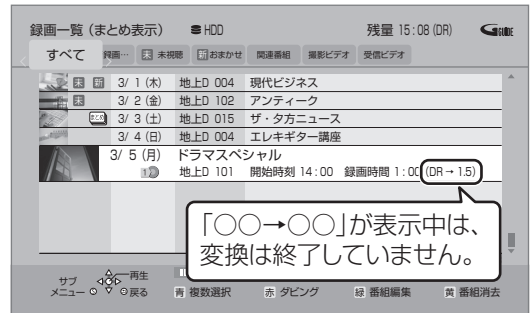 録画一覧（まとめ表示） HDD 残量 15:08 (DR) GUIDE
すべて 録画… 未 未視聴 新 おまかせ 関連番組 撮影ビデオ 受信ビデオ
未 新 3/ 1 (木) 地上D 004 現代ビジネス
未 3/ 2 (金) 地上D 102 アンティーク
まとめ 3/ 3 (土) 地上D 015 ザ・夕方ニュース
3/ 4 (日) 地上D 004 エレキギター講座
3/ 5 (月) ドラマスペシャル
地上D 101 開始時刻 14:00 録画時間 1:00 (DR→1.5)
「○○→○○」が表示中は、
変換は終了していません。
サブ 再生
メニュー 戻る 青 複数選択 赤 ダビング 緑 番組編集 黄 番組消去